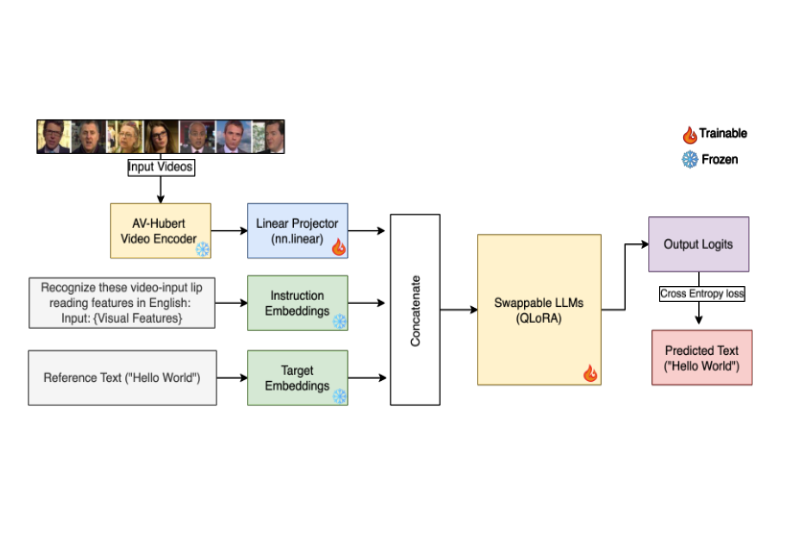 Trainable
Frozen
Input Videos
AV-Hubert
Video Encoder
Linear Projector
(nn.linear)
Recognize these video-input lip
reading features in English:
Input: {Visual Features}
Instruction
Embeddings
Reference Text ("Hello World")
Target
Embeddings
Concatenate
Swappable LLMs
(QLoRA)
Output Logits
Cross Entropy loss
Predicted Text
("Hello World")